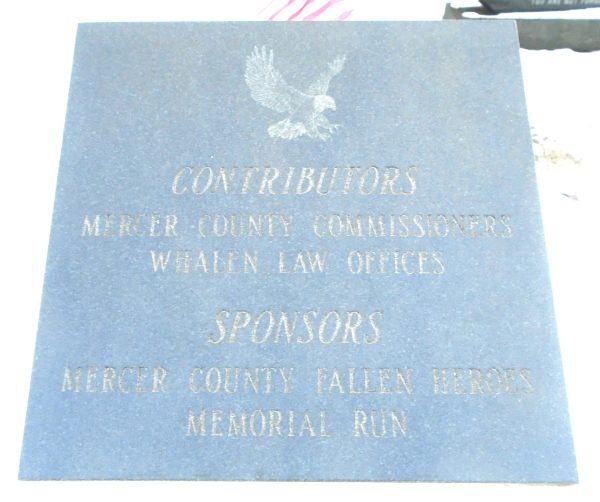 CONTRIBUTORS
MERCER COUNTY COMMISSIONERS
WHALEN LAW OFFICES
SPONSORS
MERCER COUNTY FALLEN HEROES
MEMORIAL RUN